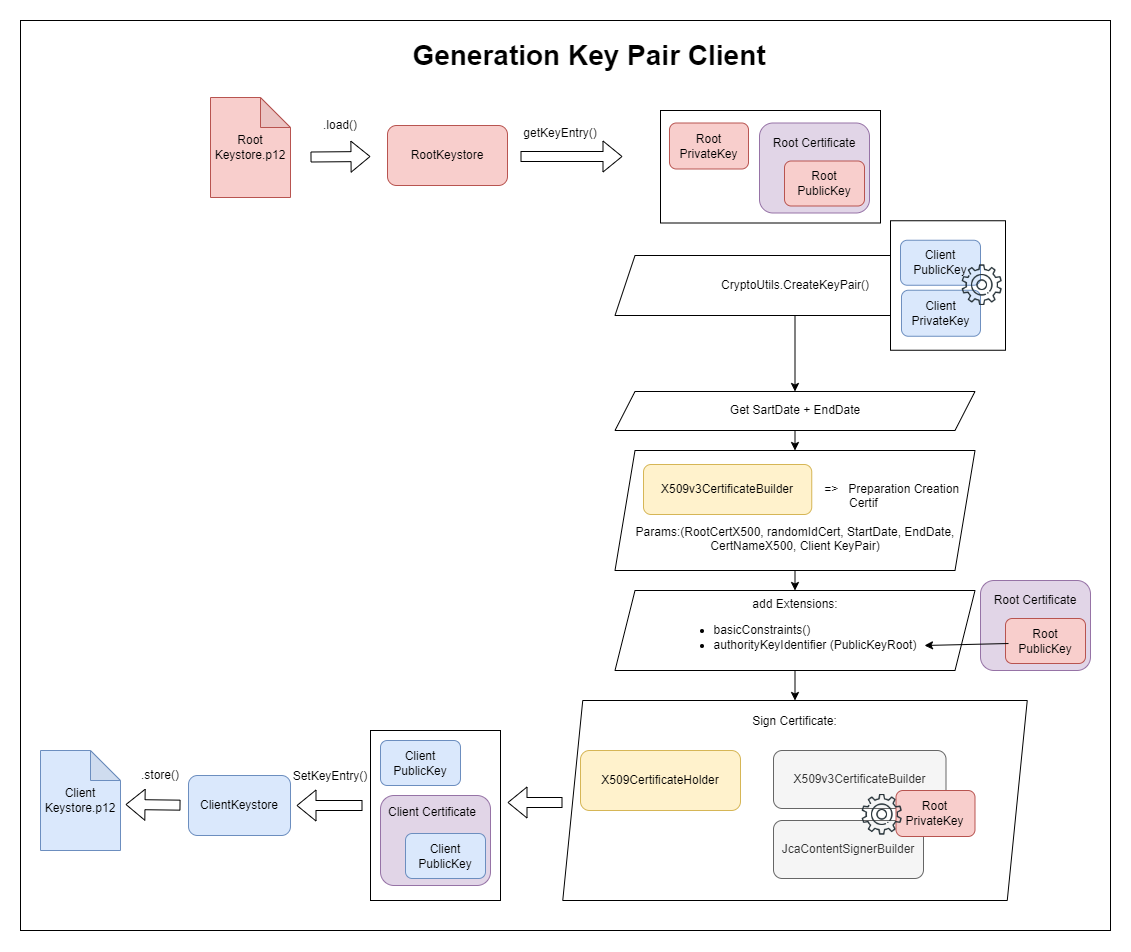 Generation Key Pair Client
Root
Keystore.p12
.load()
RootKeystore
getKeyEntry()
Root
PrivateKey
Root Certificate
Root
PublicKey
CryptoUtils.CreateKeyPair()
Client
PublicKey
Client
PrivateKey
Get SartDate + EndDate
X509v3CertificateBuilder
=> Preparation Creation
Certif
Params:(RootCertX500, randomIdCert, StartDate, EndDate,
CertNameX500, Client KeyPair)
add Extensions:
• basicConstraints()
• authorityKeyIdentifier (PublicKeyRoot)
Root Certificate
Root
PublicKey
Sign Certificate:
X509CertificateHolder
X509v3CertificateBuilder
Root
PrivateKey
JcaContentSignerBuilder
Client
PublicKey
Client Certificate
Client
PublicKey
SetKeyEntry()
ClientKeystore
.store()
Client
Keystore.p12